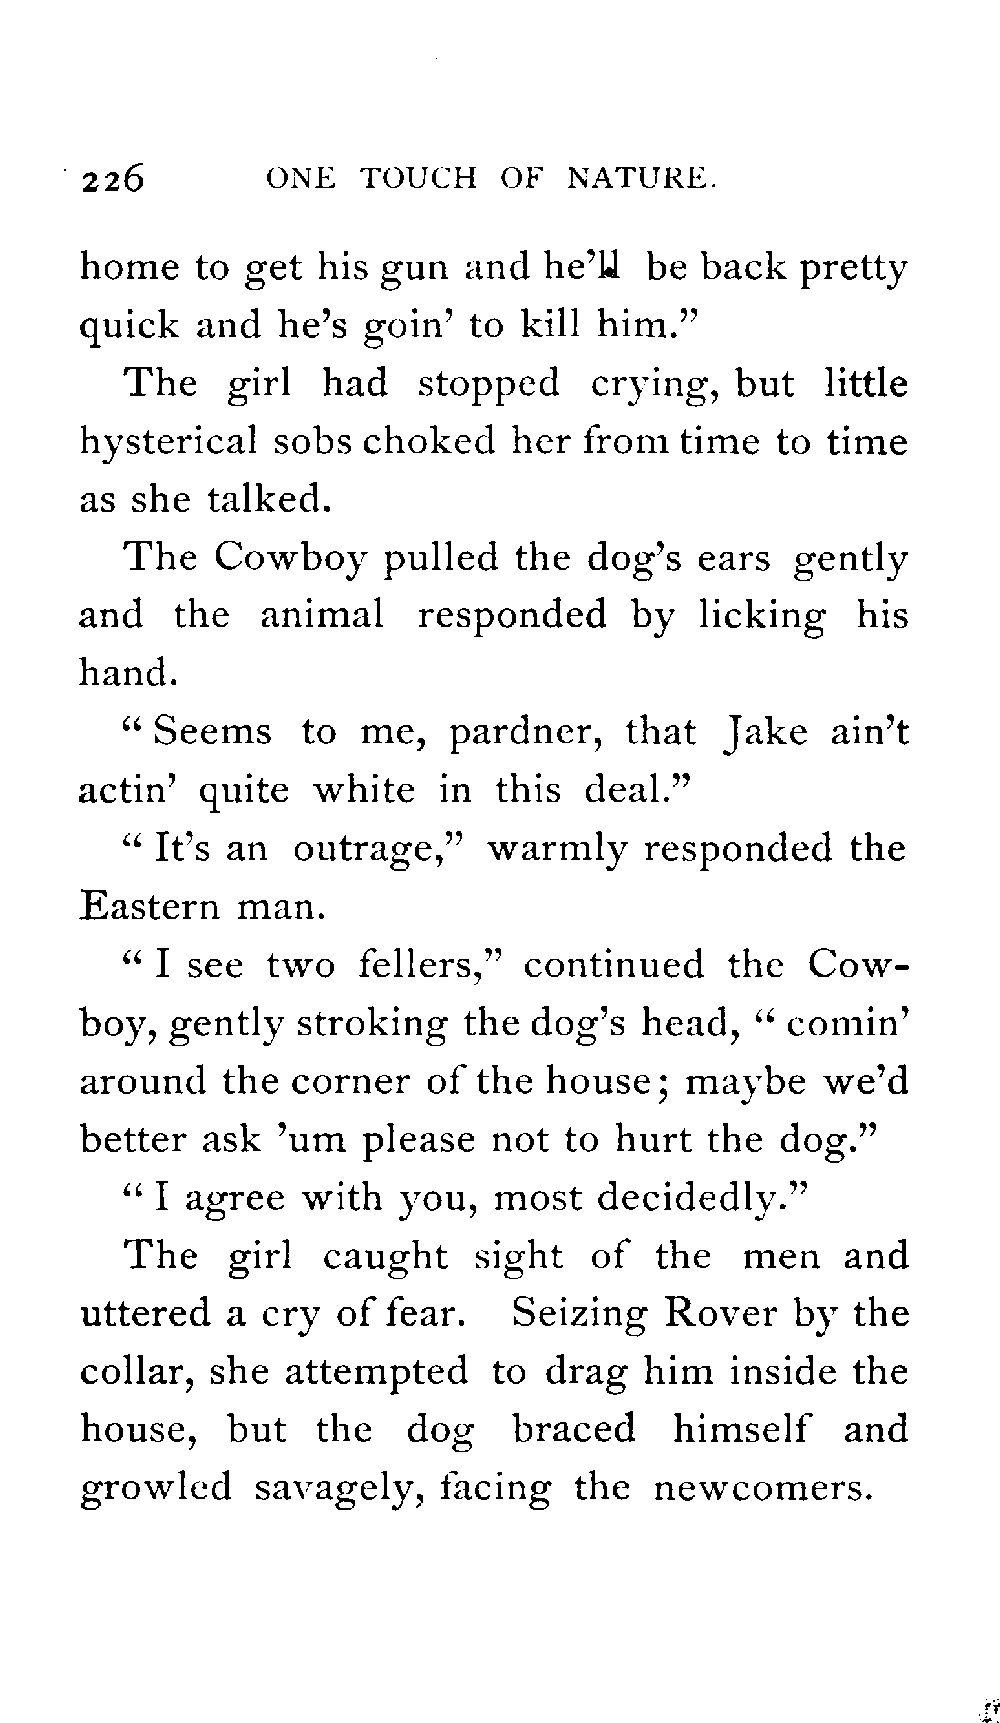 226 ONE TOUCH OF NATURE.
home to get his gun and he'll be back pretty
quick and he's goin' to kill him."
The girl had stopped crying, but little
hysterical sobs choked her from time to time
as she talked.
The Cowboy pulled the dog's ears gently
and the animal responded by licking his
hand.
" Seems to me, pardner, that Jake ain't
actin' quite white in this deal."
" It's an outrage," warmly responded the
Eastern man.
" I see two fellers," continued the Cow-
boy, gently stroking the dog's head, " comin'
around the corner of the house; maybe we'd
better ask 'um please not to hurt the dog."
" I agree with you, most decidedly."
The girl caught sight of the men and
uttered a cry of fear. Seizing Rover by the
collar, she attempted to drag him inside the
house, but the dog braced himself and
growled savagely, facing the newcomers.